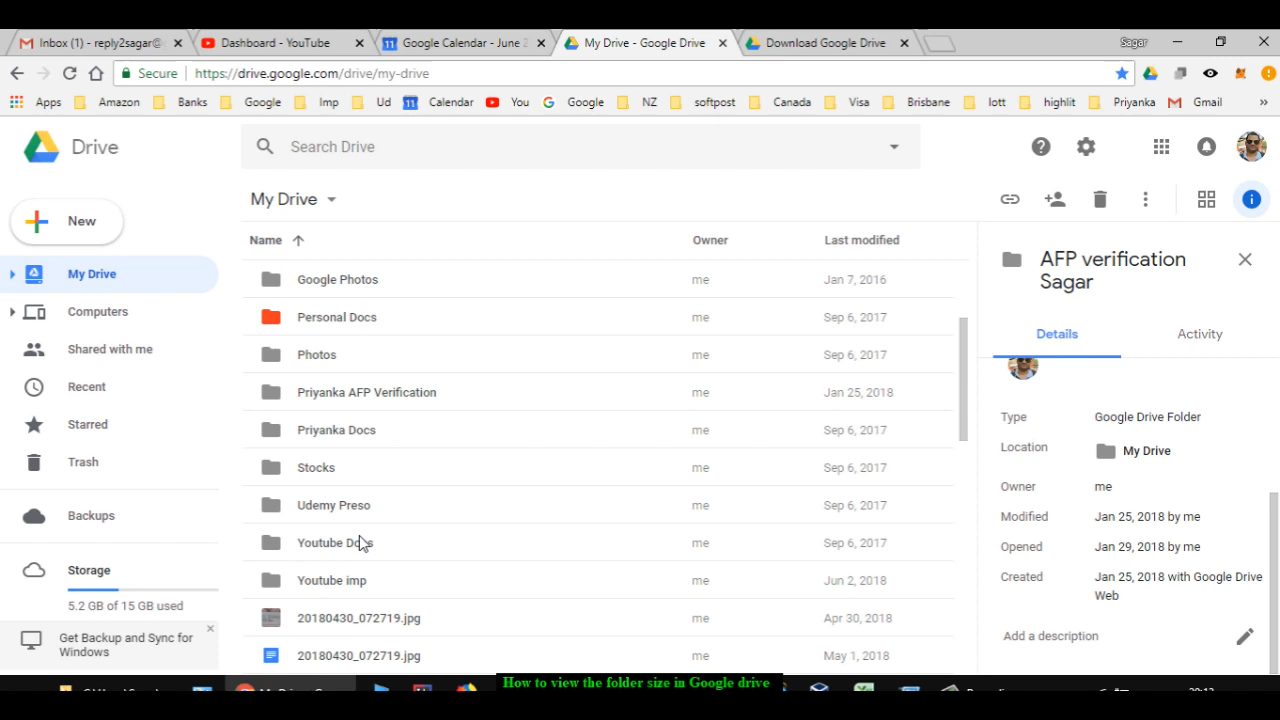 Inbox (1) - reply2sagar@ Dashboard - YouTube Google Calendar - June 2 My Drive - Google Drive Download Google Drive Sagar
Secure https://drive.google.com/drive/my-drive
Apps Amazon Banks Google Imp Ud Calendar You Google NZ softpost Canada Visa Brisbane lott highlit Priyanka Gmail »
Drive Search Drive
My Drive
New
My Drive
Computers
Shared with me
Recent
Starred
Trash
Backups
Storage
5.2 GB of 15 GB used
Get Backup and Sync for
Windows
Name Owner Last modified
Google Photos me Jan 7, 2016
Personal Docs me Sep 6, 2017
Photos me Sep 6, 2017
Priyanka AFP Verification me Jan 25, 2018
Priyanka Docs me Sep 6, 2017
Stocks me Sep 6, 2017
Udemy Preso me Sep 6, 2017
Youtube Docs me Sep 6, 2017
Youtube imp me Jun 2, 2018
20180430_072719.jpg me Apr 30, 2018
20180430_072719.jpg me May 1, 2018
AFP verification
Sagar
Details Activity
Type Google Drive Folder
Location My Drive
Owner me
Modified Jan 25, 2018 by me
Opened Jan 29, 2018 by me
Created Jan 25, 2018 with Google Drive
Web
Add a description
How to view the folder size in Google drive